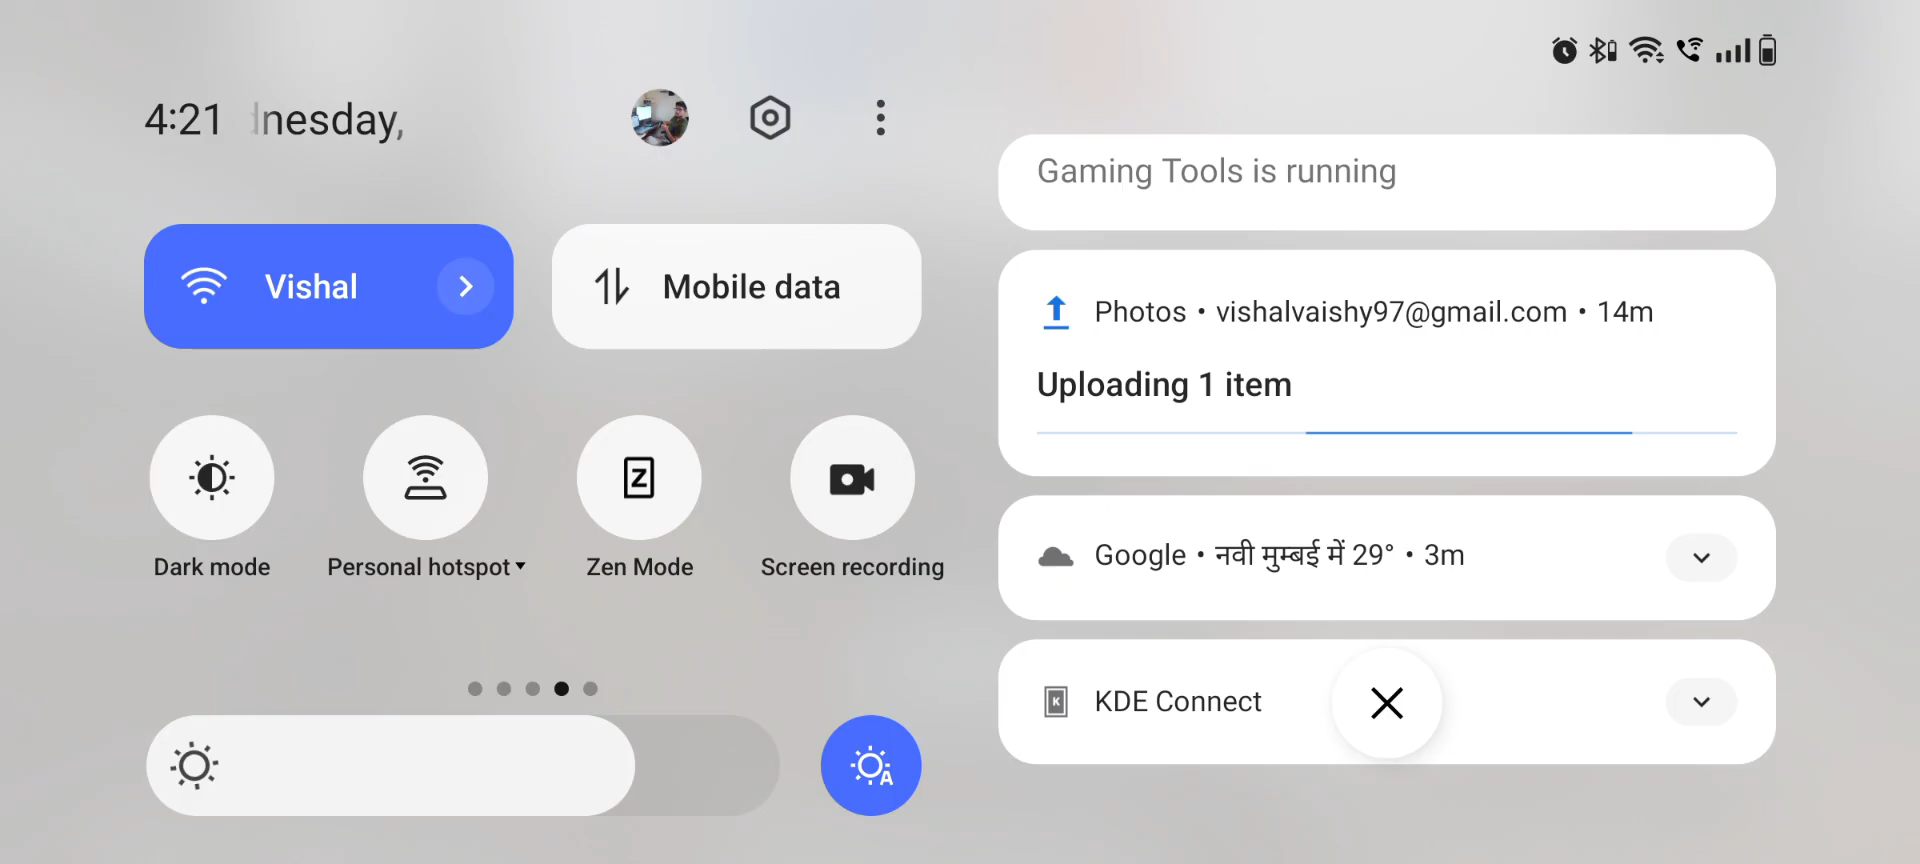 4:21 nesday,
Vishal
Mobile data
Dark mode
Personal hotspot
Zen Mode
Screen recording
Gaming Tools is running
Photos • vishalvaishy97@gmail.com • 14m
Uploading 1 item
Google • नवी मुम्बई में 29° • 3m
KDE Connect